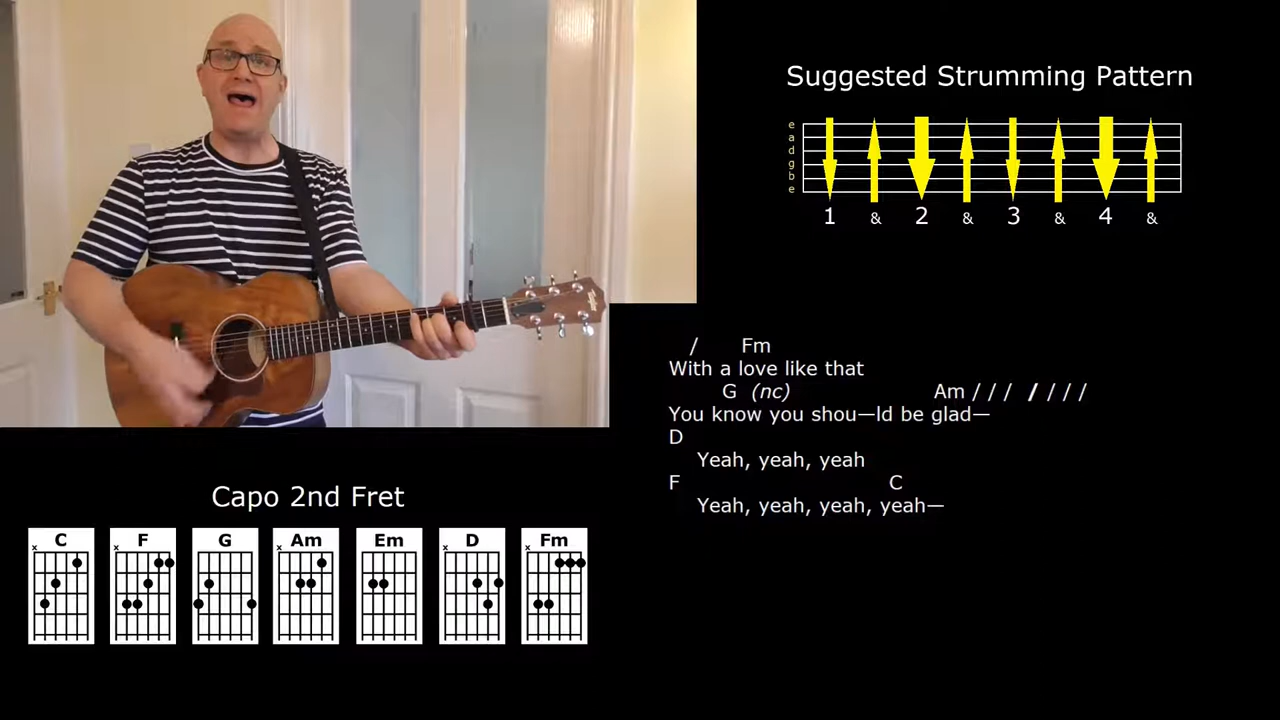 Suggested Strumming Pattern
e
a
d
g
b
e
1 & 2 & 3 & 4 &
/ Fm
With a love like that
G (nc) Am / / / / / / /
You know you shou—ld be glad—
D
Yeah, yeah, yeah
F C
Yeah, yeah, yeah, yeah—
Capo 2nd Fret
C F G Am Em D Fm
x x x x x